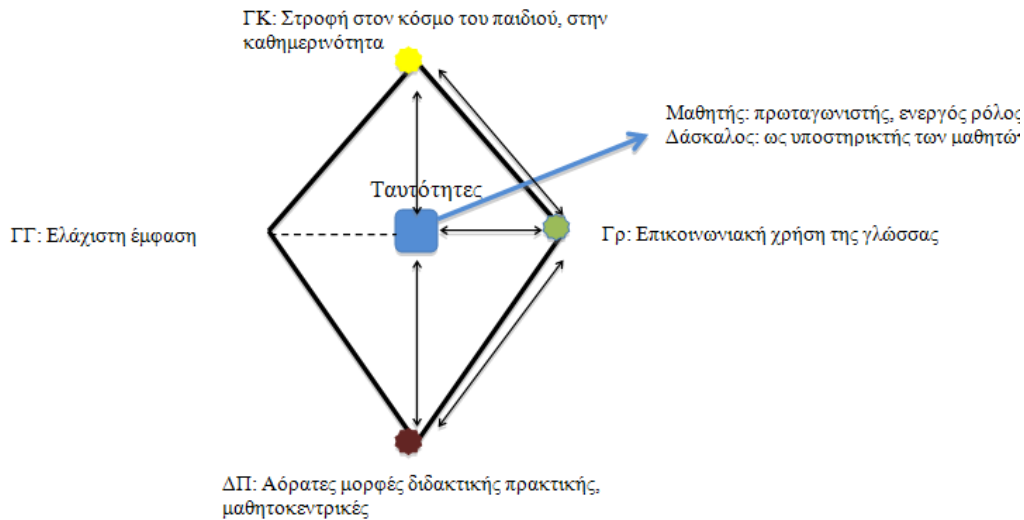 ΓΚ: Στροφή στον κόσμο του παιδιού, στην
καθημερινότητα
Μαθητής: πρωταγωνιστής, ενεργός ρόλος
Δάσκαλος: ως υποστηρικτής των
Ταυτότητες
ΓΓ: Ελάχιστη έμφαση
Γρ: Επικοινωνιακή χρήση της γλώσσας
ΔΠ: Αόρατες μορφές διδακτικής πρακτικής,
μαθητοκεντρικές